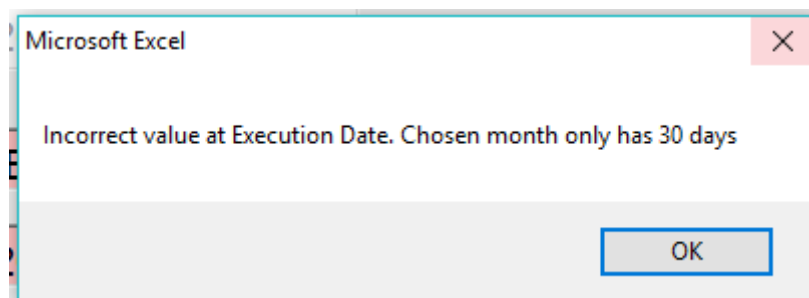 Microsoft Excel
Incorrect value at Execution Date. Chosen month only has 30 days
OK